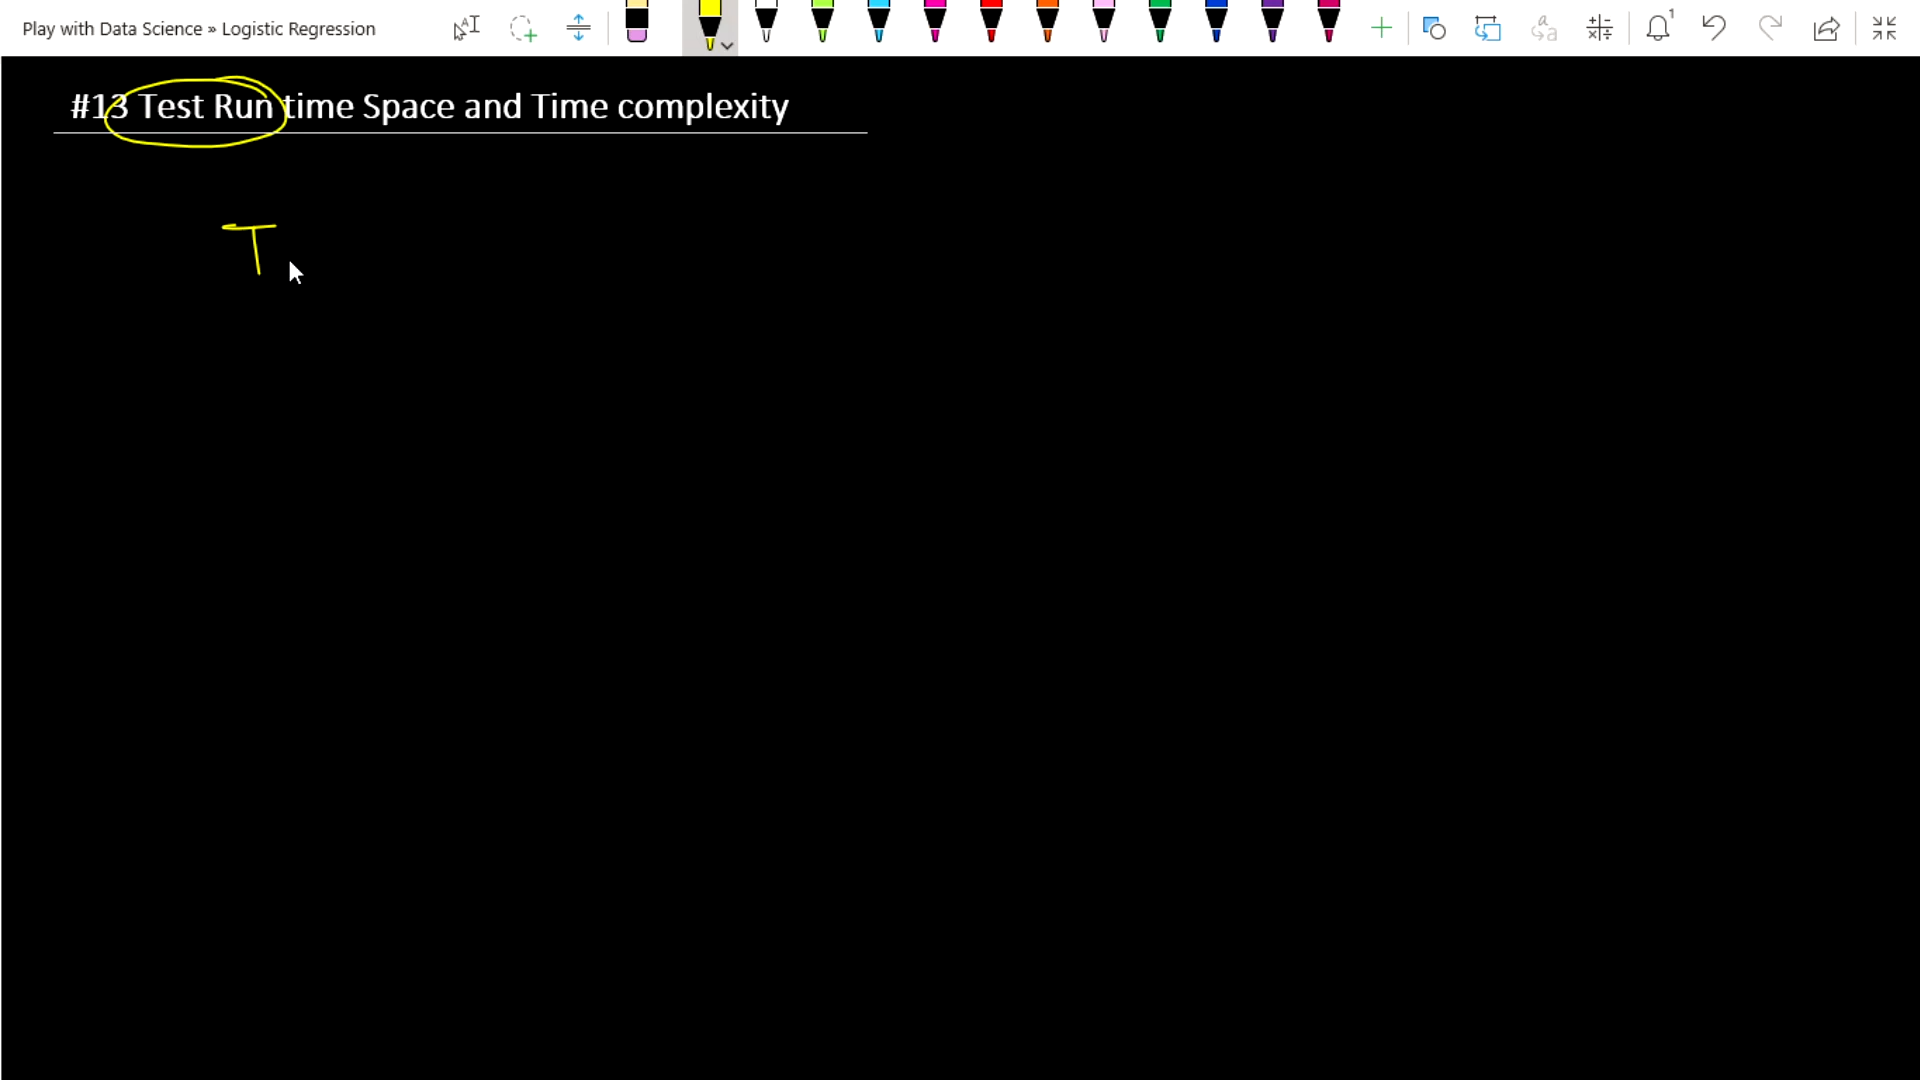 Play with Data Science » Logistic Regression
#13 Test Run time Space and Time complexity
T